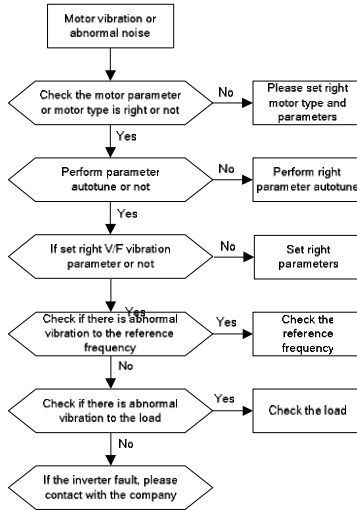 Motor vibration or
abnormal noise
Check the motor parameter
or motor type is right or not
No
Please set right
motor type and
parameters
Yes
Perform parameter
autotune or not
No
Perform right
parameter autotune
Yes
If set right V/F vibration
parameter or not
No
Set right
parameters
Yes
Check if there is abnormal
vibration to the reference
frequency
Yes
Check the
reference
frequency
No
Check if there is abnormal
vibration to the load
Yes
Check the load
No
If the inverter fault, please
contact with the company